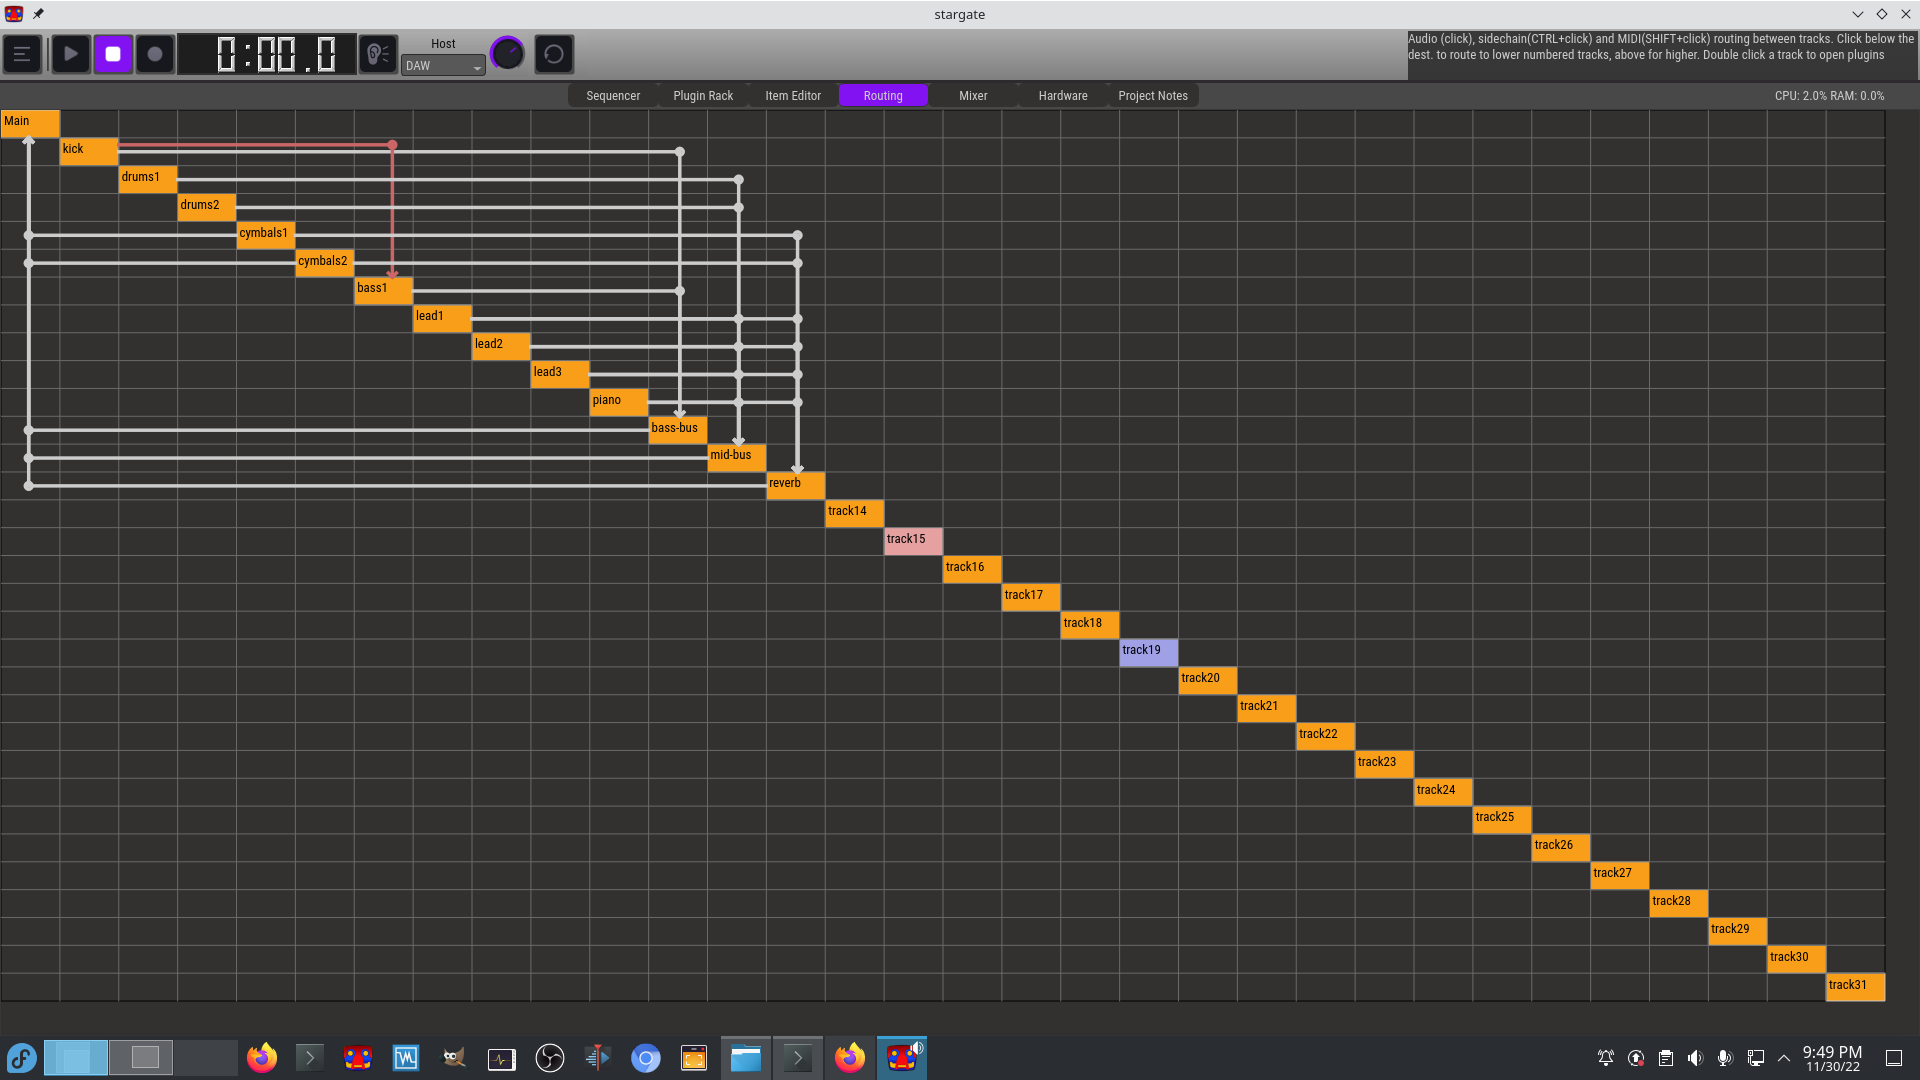 stargate
0:00.0
Host
DAW
Audio (click), sidechain(CTRL+click) and MIDI(SHIFT+click) routing between tracks. Click below the
dest. to route to lower numbered tracks, above for higher. Double click a track to open plugins
Sequencer
Plugin Rack
Item Editor
Routing
Mixer
Hardware
Project Notes
CPU: 2.0% RAM: 0.0%
Main
kick
drums1
drums2
cymbals1
cymbals2
bass1
lead1
lead2
lead3
piano
bass-bus
mid-bus
reverb
track14
track15
track16
track17
track18
track19
track20
track21
track22
track23
track24
track25
track26
track27
track28
track29
track30
track31
9:49 PM
11/30/22